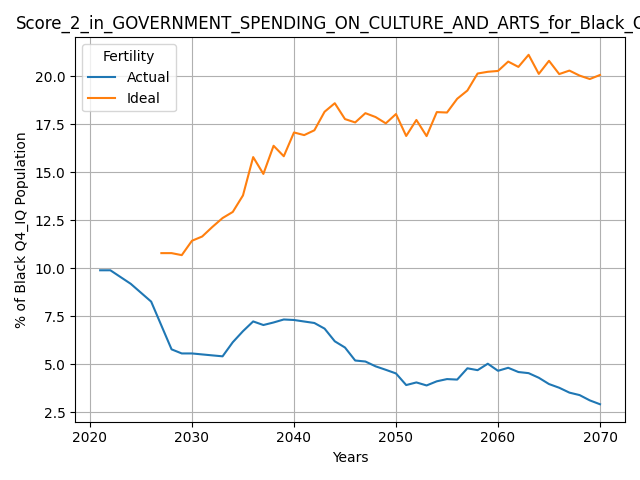 Score_2_in_GOVERNMENT_SPENDING_ON_CULTURE_AND_ARTS_for_Black_
Fertility
Actual
Ideal
20.0
17.5
15.0
12.5
10.0
7.5
5.0
2.5
% of Black Q4_IQ Population
2020
2030
2040
2050
2060
2070
Years